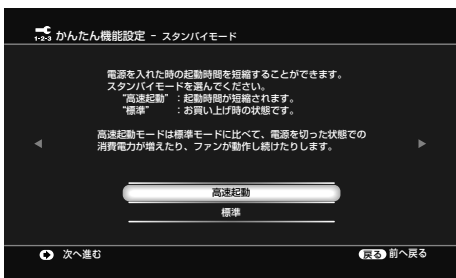 1-2-3 かんたん機能設定 - スタンバイモード
電源を入れた時の起動時間を短縮することができます。
スタンバイモードを選んでください。
“高速起動” ：起動時間が短縮されます。
“標準” ：お買い上げ時の状態です。
高速起動モードは標準モードに比べて、電源を切った状態での
消費電力が増えたり、ファンが動作し続けたりします。
高速起動
標準
次へ進む
戻る 前へ戻る